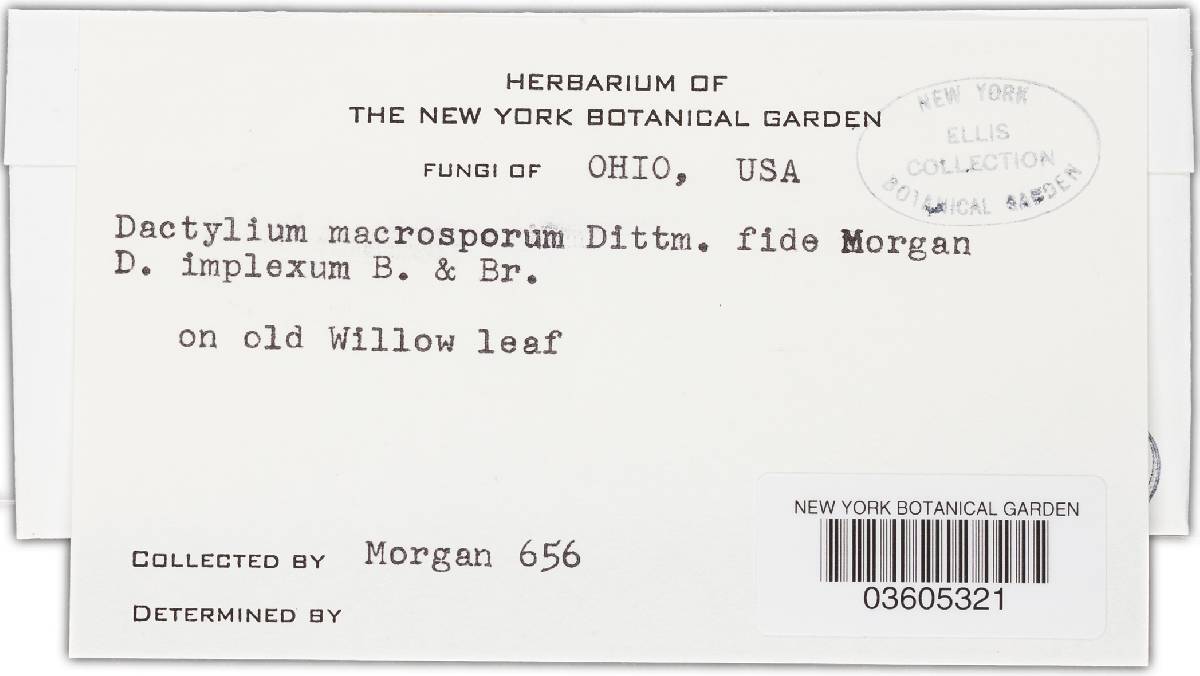 HERBARIUM OF
THE NEW YORK BOTANICAL GARDEN
FUNGI OF OHIO, USA
NEW YORK
ELLIS
COLLECTION
BOTANICAL GARDEN
Dactylium macrosporum Dittm. fide Morgan
D. implexum B. & Br.
on old Willow leaf
NEW YORK BOTANICAL GARDEN
03605321
COLLECTED BY Morgan 656
DETERMINED BY